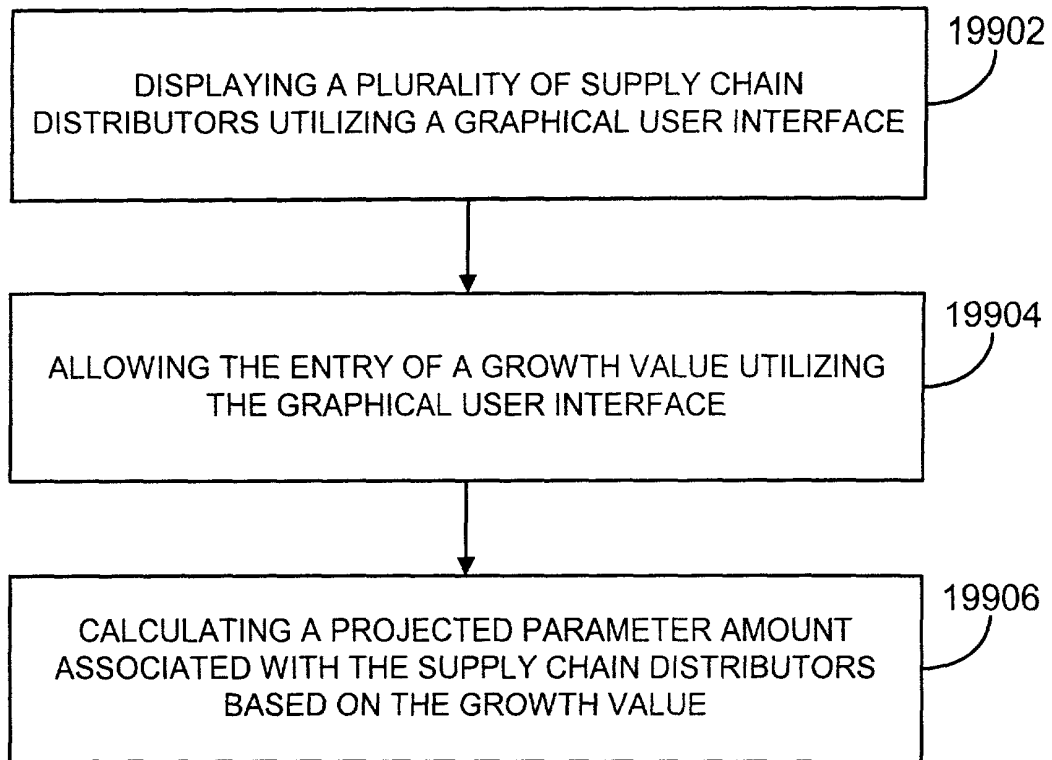 19902
DISPLAYING A PLURALITY OF SUPPLY CHAIN
DISTRIBUTORS UTILIZING A GRAPHICAL USER INTERFACE
19904
ALLOWING THE ENTRY OF A GROWTH VALUE UTILIZING
THE GRAPHICAL USER INTERFACE
19906
CALCULATING A PROJECTED PARAMETER AMOUNT
ASSOCIATED WITH THE SUPPLY CHAIN DISTRIBUTORS
BASED ON THE GROWTH VALUE